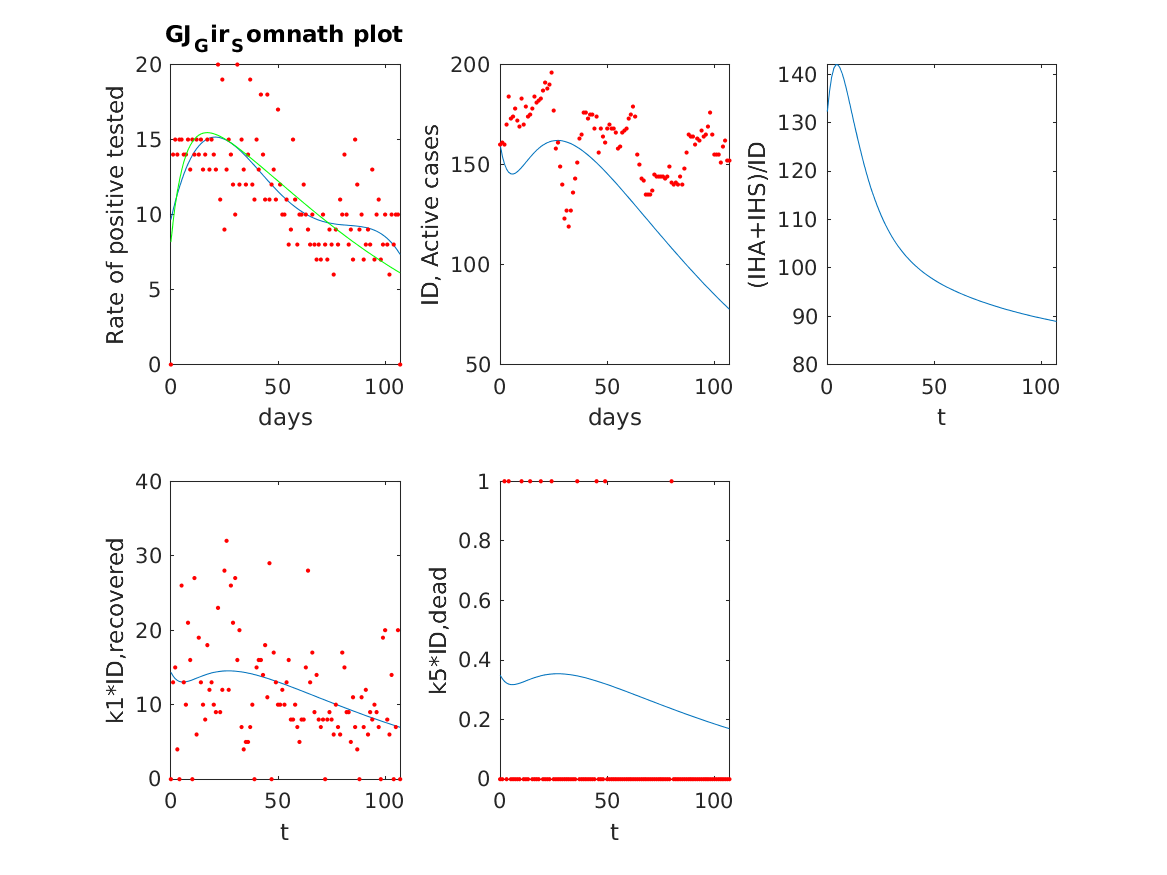 GJGirSomnath plot
20
15
10
5
0
0 50 100
Rate of positive tested
days
200
150
100
50
0 50 100
ID, Active cases
days
140
130
120
110
100
90
80
0 50 100
(IHA+IHS)/ID
t
40
30
20
10
0
0 50 100
k1*ID,recovered
t
1
0.8
0.6
0.4
0.2
0
0 50 100
k5*ID,dead
t